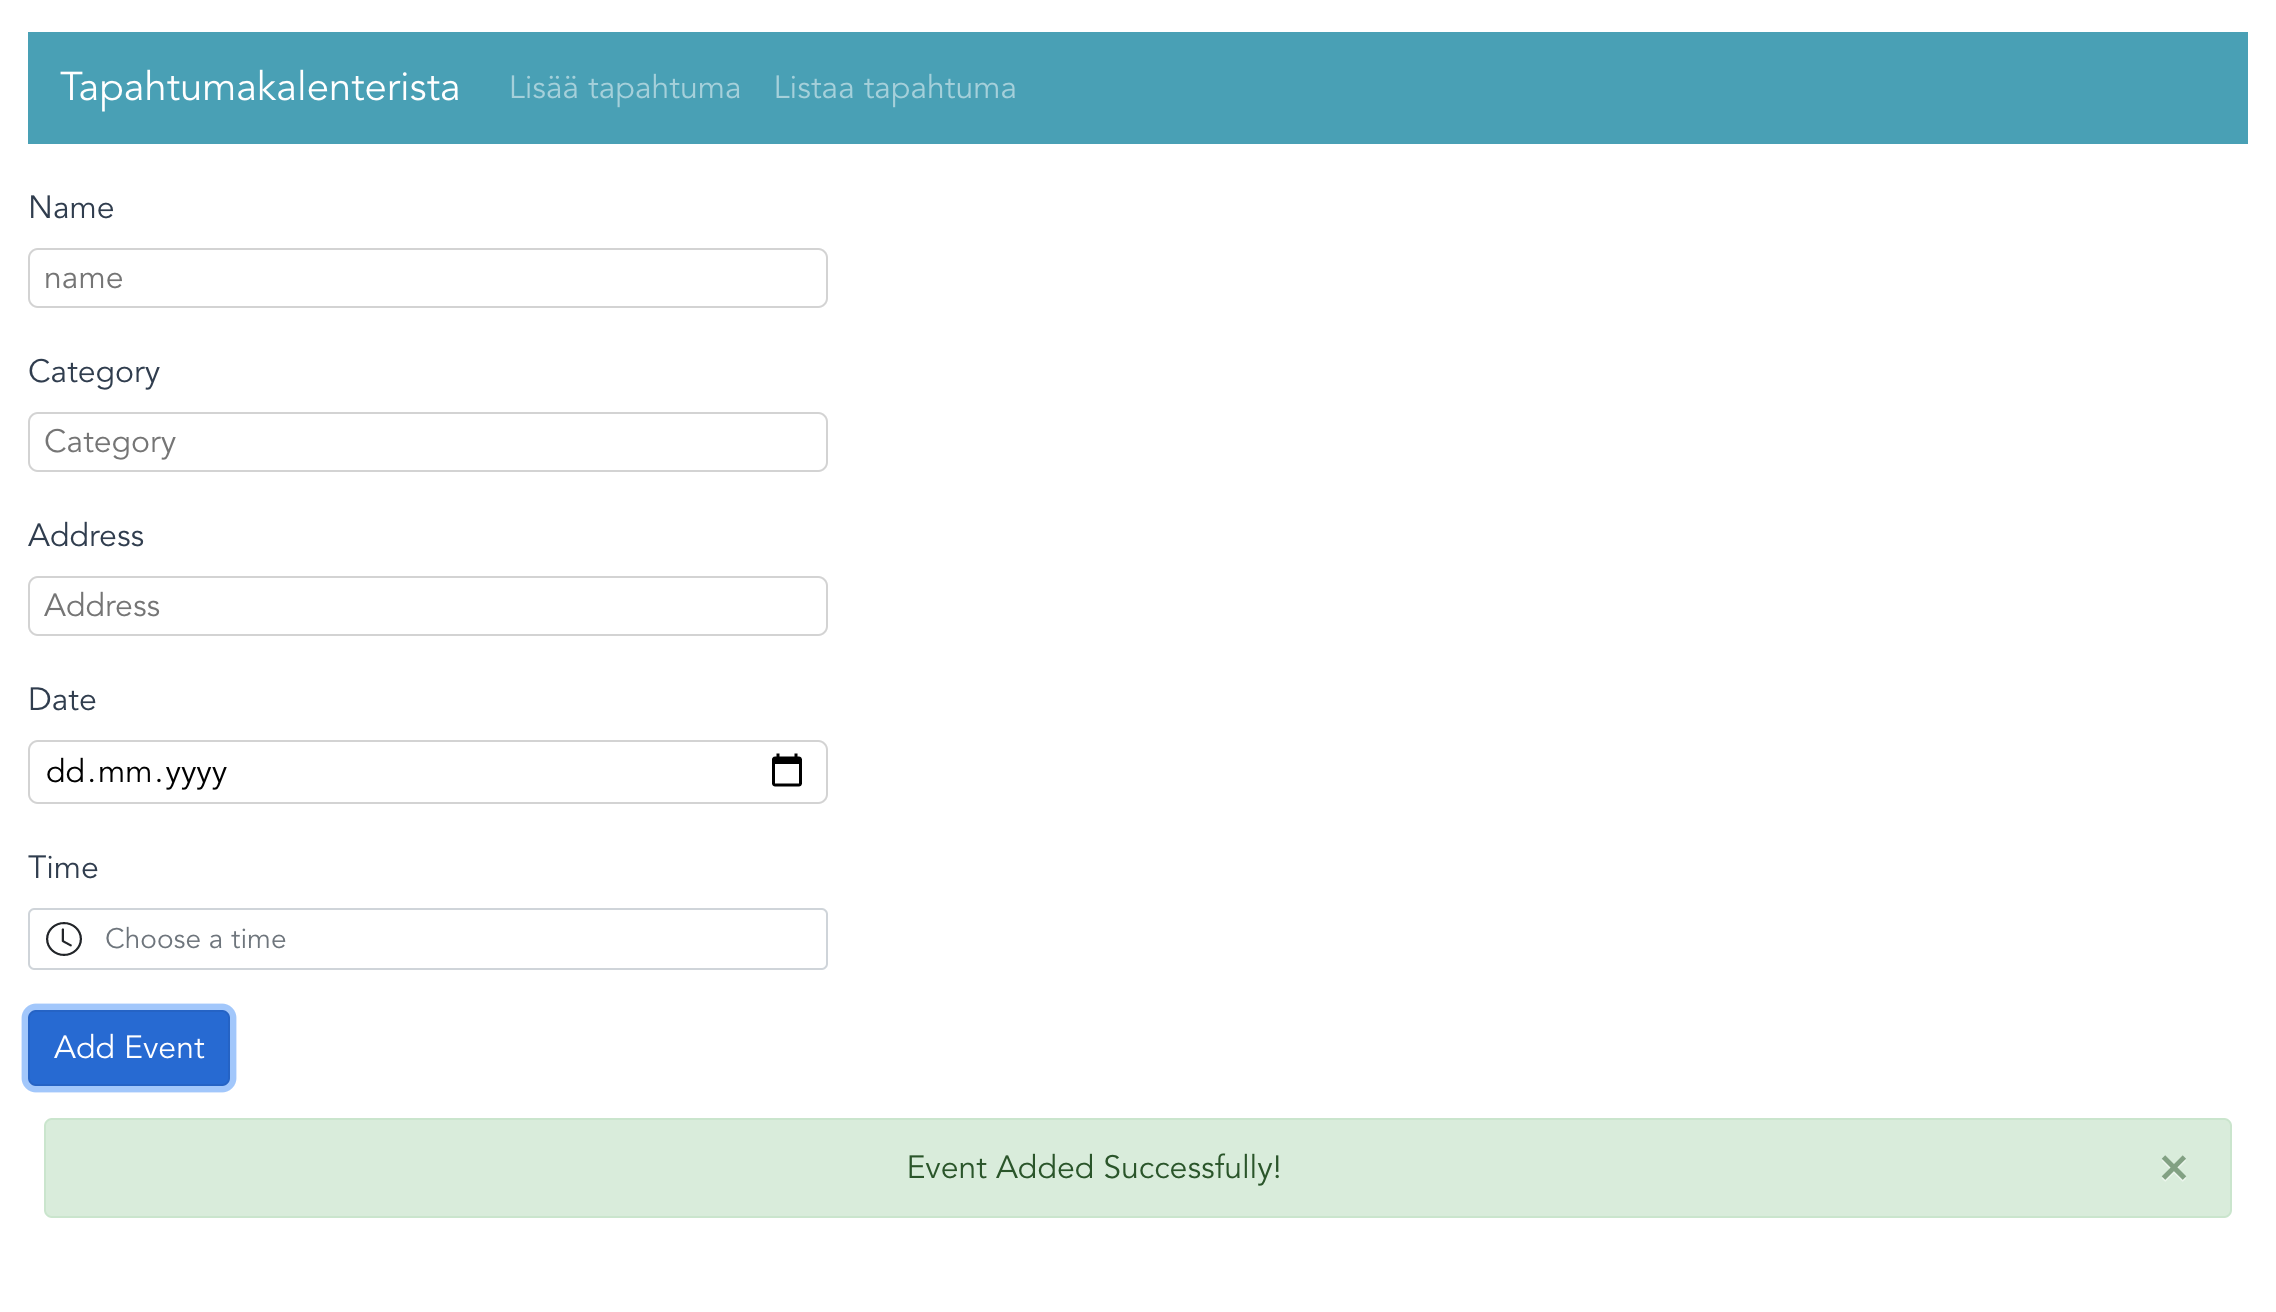 Tapahtumakalenterista Lisää tapahtuma Listaa tapahtuma
Name
name
Category
Category
Address
Address
Date
dd.mm.yyyy
Time
Choose a time
Add Event
Event Added Successfully! ×